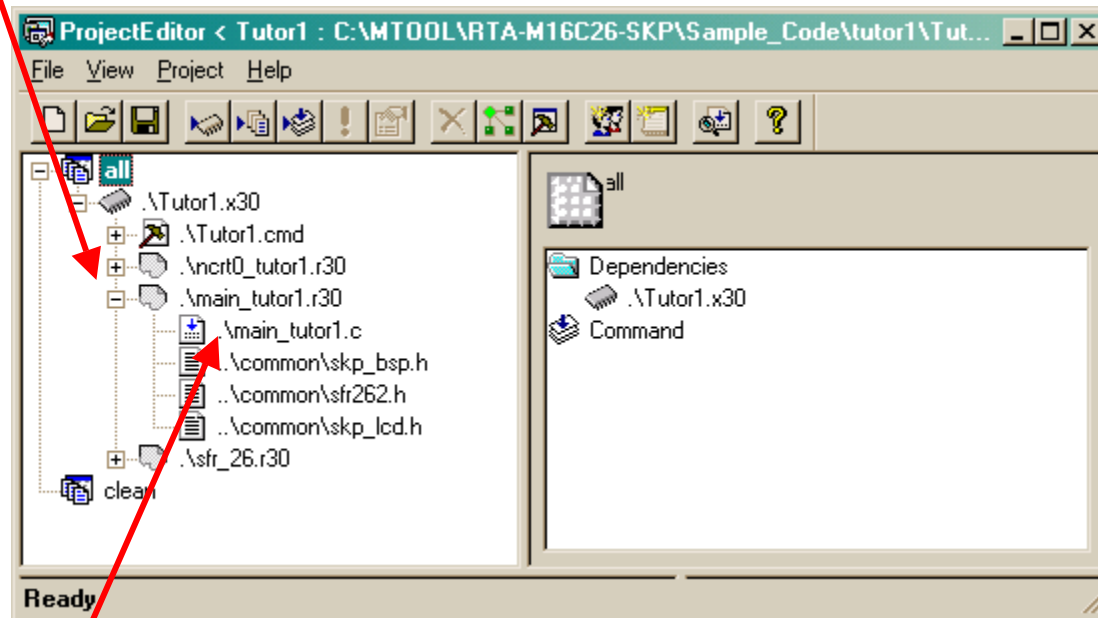 ProjectEditor < Tutor1 : C:\MTOOL\RTA-M16C26-SKP\Sample_Code\tutor1\Tut...
File View Project Help
all
.\Tutor1.x30
.\Tutor1.cmd
.\ncrt0_tutor1.r30
.\main_tutor1.r30
.\main_tutor1.c
..\common\skp_bsp.h
..\common\sfr262.h
..\common\skp_lcd.h
.\sfr_26.r30
clean
all
Dependencies
.\Tutor1.x30
Command
Ready